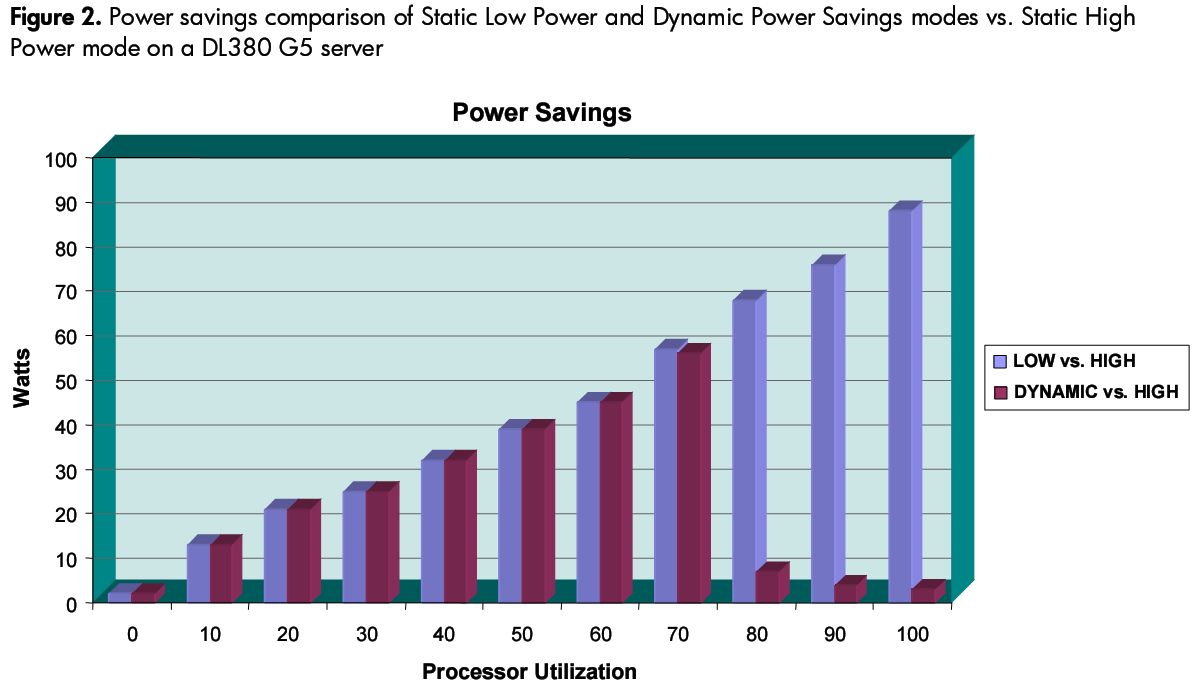 Figure 2. Power savings comparison of Static Low Power and Dynamic Power Savings modes vs. Static High
Power mode on a DL380 G5 server
Power Savings
100
90
80
70
60
50
40
30
20
10
0
Watts
0 10 20 30 40 50 60 70 80 90 100
Processor Utilization
LOW vs. HIGH
DYNAMIC vs. HIGH